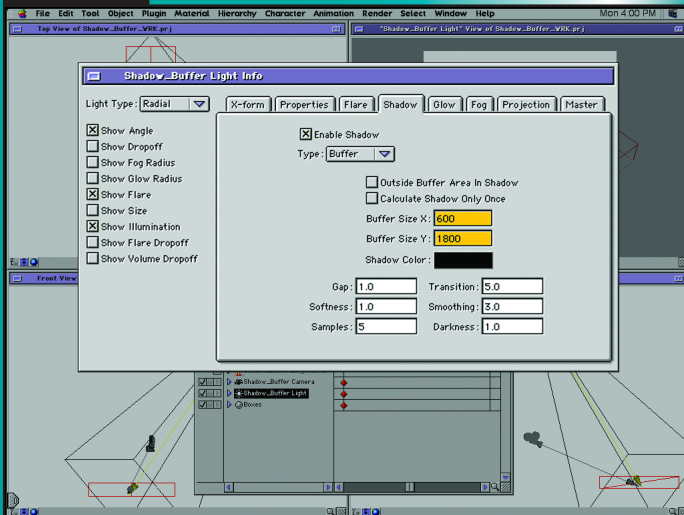 File Edit Tool Object Plugin Material Hierarchy Character Animation Render Select Window Help Mon 4:00 PM
Top View of Shadow_Buffer_WRK.prj
"Shadow_Buffer Light" View of Shadow_Buffer_WRK.prj
Shadow_Buffer Light Info
Light Type: Radial
X-form Properties Flare Shadow Glow Fog Projection Master
Show Angle
Show Dropoff
Show Fog Radius
Show Glow Radius
Show Flare
Show Size
Show Illumination
Show Flare Dropoff
Show Volume Dropoff
Enable Shadow
Type: Buffer
Outside Buffer Area In Shadow
Calculate Shadow Only Once
Buffer Size X: 600
Buffer Size Y: 1800
Shadow Color:
Gap: 1.0 Transition: 5.0
Softness: 1.0 Smoothing: 3.0
Samples: 5 Darkness: 1.0
Front View
Shadow_Buffer Camera
Shadow_Buffer Light
Boxes